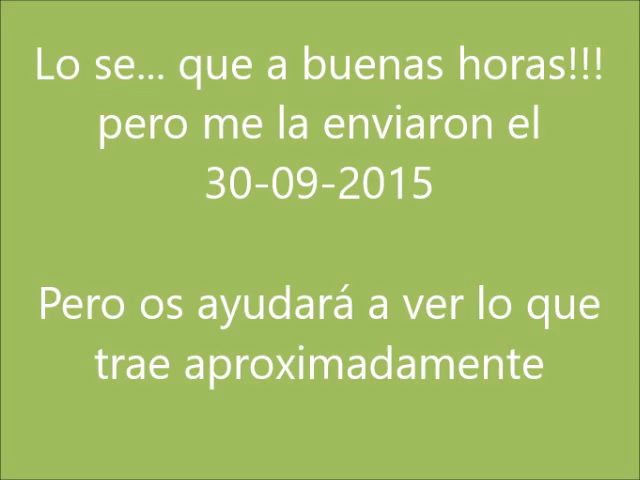 Lo se... que a buenas horas!!!
pero me la enviaron el
30-09-2015
Pero os ayudará a ver lo que
trae aproximadamente